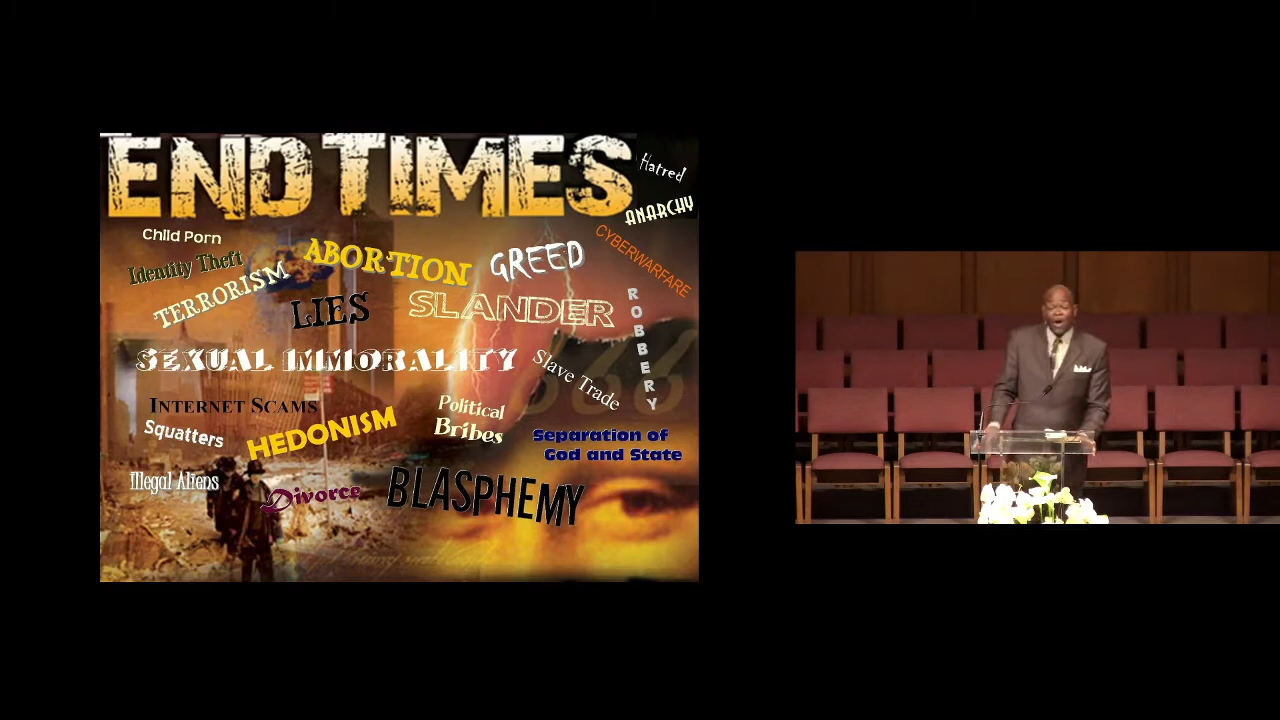 END TIMES
Hatred
ANARCHY
Child Porn
CYBERWARFARE
Identity Theft
ABORTION
GREED
TERRORISM
LIES
SLANDER
ROBBERY
SEXUAL IMMORALITY
Slave Trade
666
INTERNET SCAMS
Political
Bribes
Squatters
HEDONISM
Separation of
God and State
Illegal Aliens
Divorce
BLASPHEMY